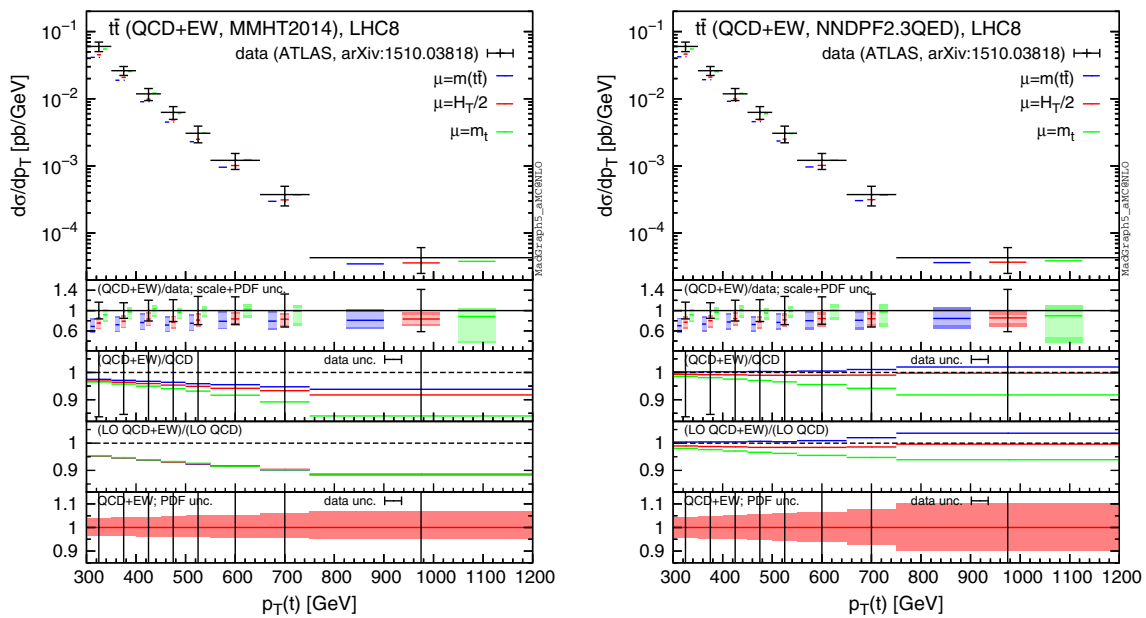 tt̄ (QCD+EW, MMHT2014), LHC8
data (ATLAS, arXiv:1510.03818)
μ=m(tt̄)
μ=H_T/2
μ=m_t
dσ/dp_T [pb/GeV]
10⁻¹
10⁻²
10⁻³
10⁻⁴
MadGraph5_aMC@NLO
(QCD+EW)/data; scale+PDF unc.
1.4
1
0.6
(QCD+EW)/QCD
data unc.
1
0.9
(LO QCD+EW)/(LO QCD)
1
0.9
QCD+EW; PDF unc.
data unc.
1.1
1
0.9
300 400 500 600 700 800 900 1000 1100 1200
p_T(t) [GeV]
tt̄ (QCD+EW, NNDPF2.3QED), LHC8
data (ATLAS, arXiv:1510.03818)
μ=m(tt̄)
μ=H_T/2
μ=m_t
dσ/dp_T [pb/GeV]
10⁻¹
10⁻²
10⁻³
10⁻⁴
MadGraph5_aMC@NLO
(QCD+EW)/data; scale+PDF unc.
1.4
1
0.6
(QCD+EW)/QCD
data unc.
1
0.9
(LO QCD+EW)/(LO QCD)
1
0.9
QCD+EW; PDF unc.
data unc.
1.1
1
0.9
300 400 500 600 700 800 900 1000 1100 1200
p_T(t) [GeV]